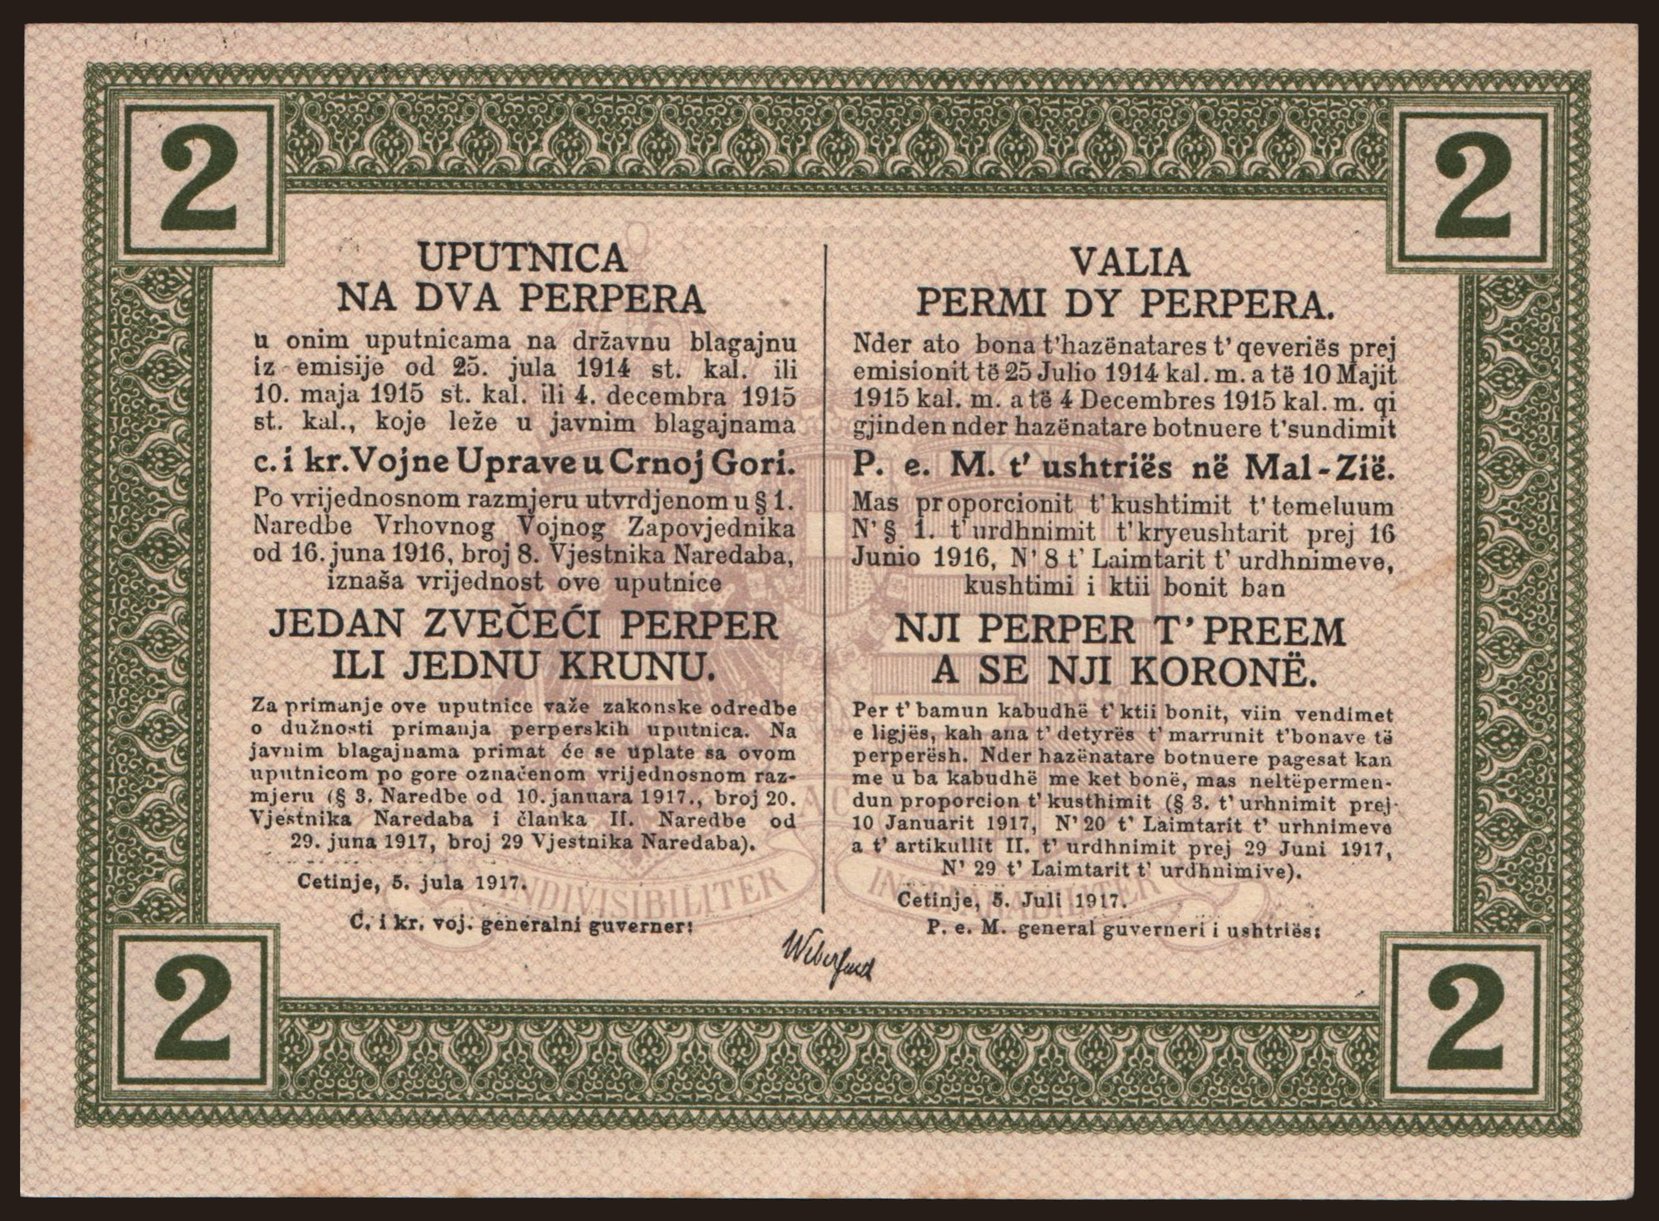 2
2
UPUTNICA
NA DVA PERPERA
u onim uputnicama na državnu blagajnu
iz emisije od 25. jula 1914 st. kal. ili
10. maja 1915 st. kal. ili 4. decembra 1915
st. kal., koje leže u javnim blagajnama
c. i kr. Vojne Uprave u Crnoj Gori.
Po vrijednosnom razmjeru utvrdjenom u § 1.
Naredbe Vrhovnog Vojnog Zapovjednika
od 16. juna 1916, broj 8. Vjestnika Naredaba,
iznaša vrijednost ove uputnice
JEDAN ZVEČEĆI PERPER
ILI JEDNU KRUNU.
Za primanje ove uputnice važe zakonske odredbe
o dužnosti primanja perperskih uputnica. Na
javnim blagajnama primat će se uplate sa ovom
uputnicom po gore označenom vrijednosnom raz-
mjeru (§ 3. Naredbe od 10. januara 1917., broj 20.
Vjestnika Naredaba i članka II. Naredbe od
29. juna 1917, broj 29 Vjestnika Naredaba).
Cetinje, 5. jula 1917.
C. i kr. voj. generalni guverner:
VALIA
PERMI DY PERPERA.
Nder ato bona t'hazënatares t' qeveriës prej
emisionit të 25 Julio 1914 kal. m. a të 10 Majit
1915 kal. m. a të 4 Decembres 1915 kal. m. qi
gjinden nder hazënatare botnuere t'sundimit
P. e. M. t' ushtriës në Mal-Zië.
Mas proporcionit t'kushtimit t'temeluum
N' § 1. t'urdhnimit t'kryeushtarit prej 16
Junio 1916, N' 8 t' Laimtarit t' urdhnimeve,
kushtimi i ktii bonit ban
NJI PERPER T' PREEM
A SE NJI KORONË.
Per t' bamun kabudhë t' ktii bonit, viin vendimet
e ligjës, kah ana t' detyrës t' marrunit t'bonave të
perperësh. Nder hazënatare botnuere pagesat kan
me u ba kabudhë me ket bonë, mas neltëpermen-
dun proporcion t' kusthimit (§ 3. t' urhnimit prej
10 Januarit 1917, N' 20 t' Laimtarit t' urhnimeve
a t' artikullit II. t' urdhnimit prej 29 Juni 1917,
N' 29 t' Laimtarit t' urdhnimive).
Cetinje, 5. Juli 1917.
P. e. M. general guverneri i ushtriës:
INDIVISIBILITER
INSEPARABILITER
2
2